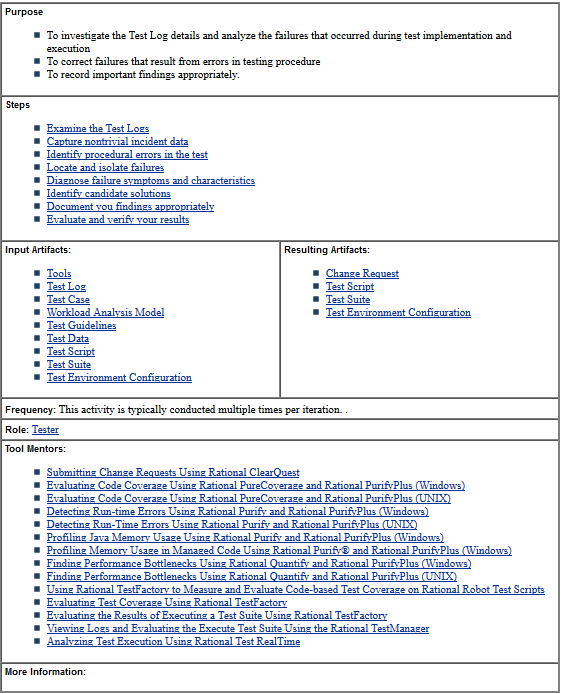 Purpose
To investigate the Test Log details and analyze the failures that occurred during test implementation and
execution
To correct failures that result from errors in testing procedure
To record important findings appropriately.
Steps
Examine the Test Logs
Capture nontrivial incident data
Identify procedural errors in the test
Locate and isolate failures
Diagnose failure symptoms and characteristics
Identify candidate solutions
Document you findings appropriately
Evaluate and verify your results
Input Artifacts:
Tools
Test Log
Test Case
Workload Analysis Model
Test Guidelines
Test Data
Test Script
Test Suite
Test Environment Configuration
Resulting Artifacts:
Change Request
Test Script
Test Suite
Test Environment Configuration
Frequency: This activity is typically conducted multiple times per iteration. .
Role: Tester
Tool Mentors:
Submitting Change Requests Using Rational ClearQuest
Evaluating Code Coverage Using Rational PureCoverage and Rational PurifyPlus (Windows)
Evaluating Code Coverage Using Rational PureCoverage and Rational PurifyPlus (UNIX)
Detecting Run-time Errors Using Rational Purify and Rational PurifyPlus (Windows)
Detecting Run-Time Errors Using Rational Purify and Rational PurifyPlus (UNIX)
Profiling Java Memory Usage Using Rational Purify and Rational PurifyPlus (Windows)
Profiling Memory Usage in Managed Code Using Rational Purify® and Rational PurifyPlus (Windows)
Finding Performance Bottlenecks Using Rational Quantify and Rational PurifyPlus (Windows)
Finding Performance Bottlenecks Using Rational Quantify and Rational PurifyPlus (UNIX)
Using Rational TestFactory to Measure and Evaluate Code-based Test Coverage on Rational Robot Test Scripts
Evaluating Test Coverage Using Rational TestFactory
Evaluating the Results of Executing a Test Suite Using Rational TestFactory
Viewing Logs and Evaluating the Execute Test Suite Using the Rational TestManager
Analyzing Test Execution Using Rational Test RealTime
More Information: